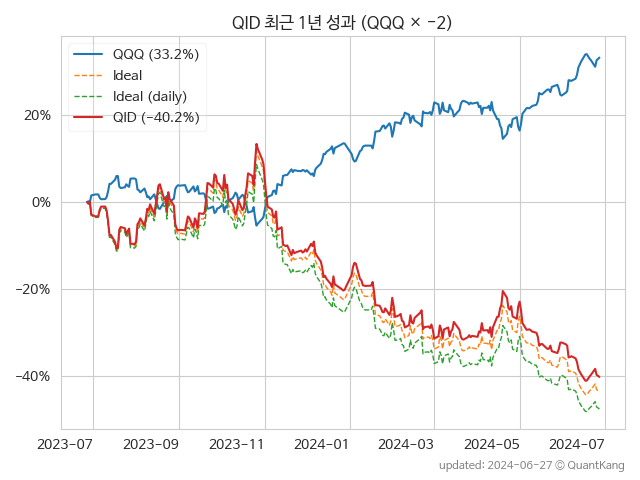 QID 최근 1년 성과 (QQQ × −2)
QQQ (33.2%)
Ideal
Ideal (daily)
QID (−40.2%)
20%
0%
−20%
−40%
2023-07 2023-09 2023-11 2024-01 2024-03 2024-05 2024-07
updated: 2024-06-27 © QuantKang